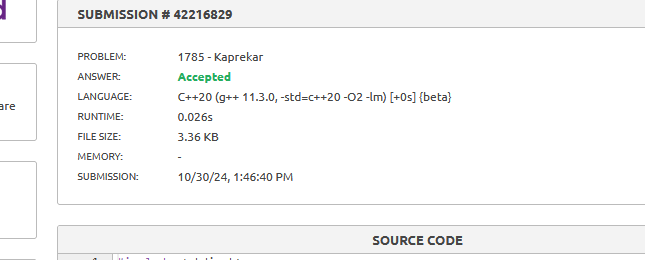 SUBMISSION # 42216829
PROBLEM: 1785 - Kaprekar
ANSWER: Accepted
LANGUAGE: C++20 (g++ 11.3.0, -std=c++20 -O2 -lm) [+0s] {beta}
are
RUNTIME: 0.026s
FILE SIZE: 3.36 KB
MEMORY: -
SUBMISSION: 10/30/24, 1:46:40 PM
SOURCE CODE